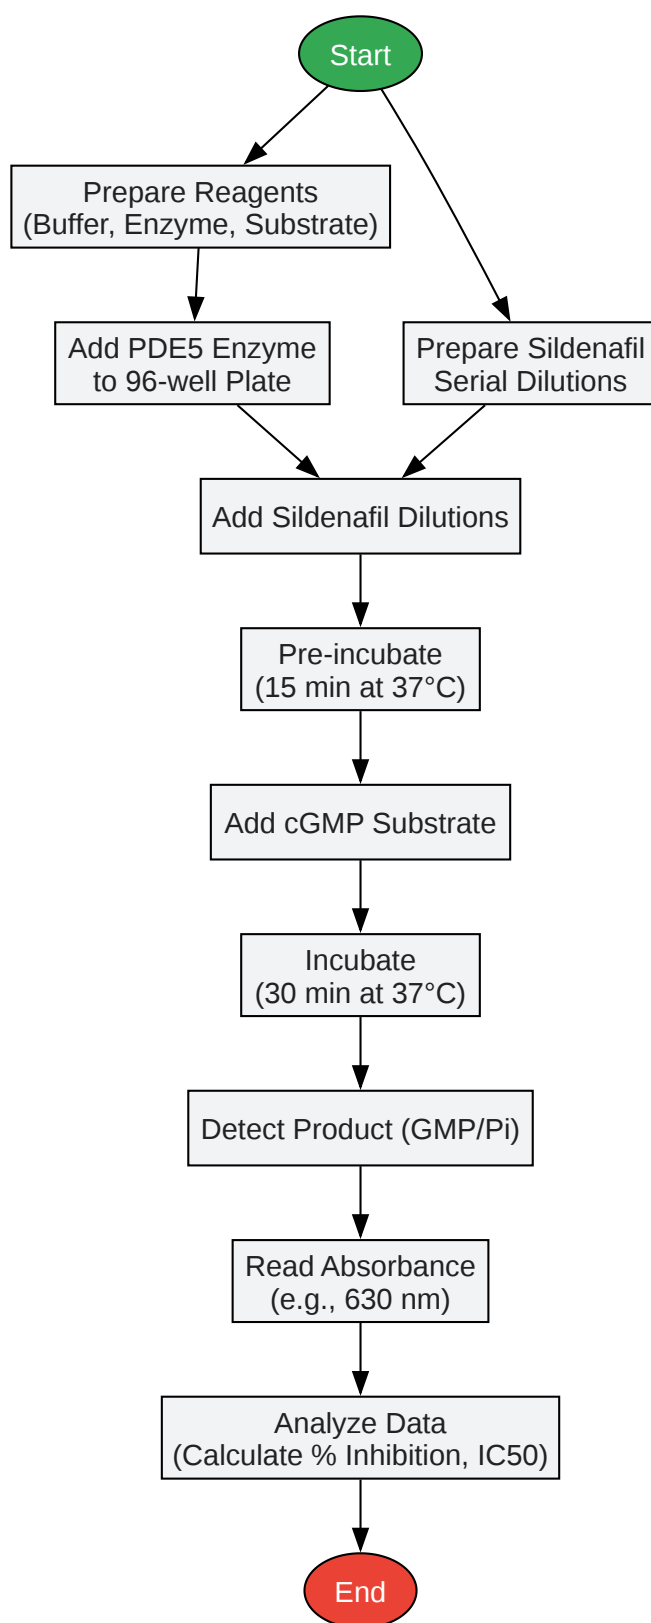 Start
Prepare Reagents
(Buffer, Enzyme, Substrate)
Add PDE5 Enzyme
to 96-well Plate
Prepare Sildenafil
Serial Dilutions
Add Sildenafil Dilutions
Pre-incubate
(15 min at 37°C)
Add cGMP Substrate
Incubate
(30 min at 37°C)
Detect Product (GMP/Pi)
Read Absorbance
(e.g., 630 nm)
Analyze Data
(Calculate % Inhibition, IC50)
End